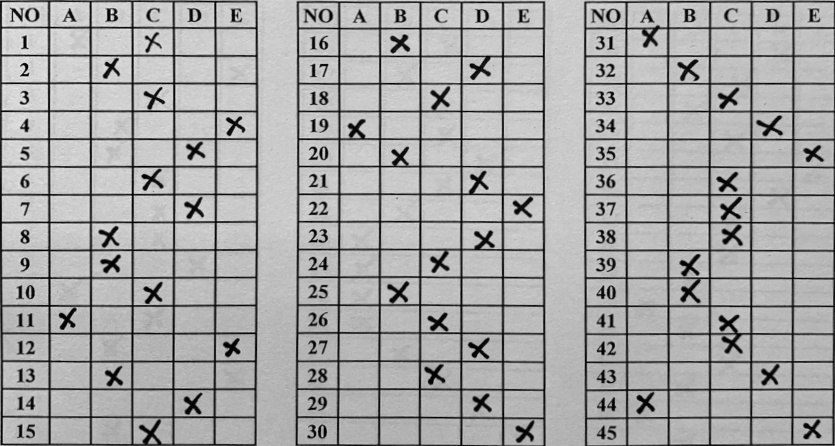 NO A B C D E NO A B C D E NO A B C D E
1 X 16 X 31 X
2 X 17 X 32 X
3 X 18 X 33 X
4 X 19 X 34 X
5 X 20 X 35 X
6 X 21 X 36 X
7 X 22 X 37 X
8 X 23 X 38 X
9 X 24 X 39 X
10 X 25 X 40 X
11 X 26 X 41 X
12 X 27 X 42 X
13 X 28 X 43 X
14 X 29 X 44 X
15 X 30 X 45 X